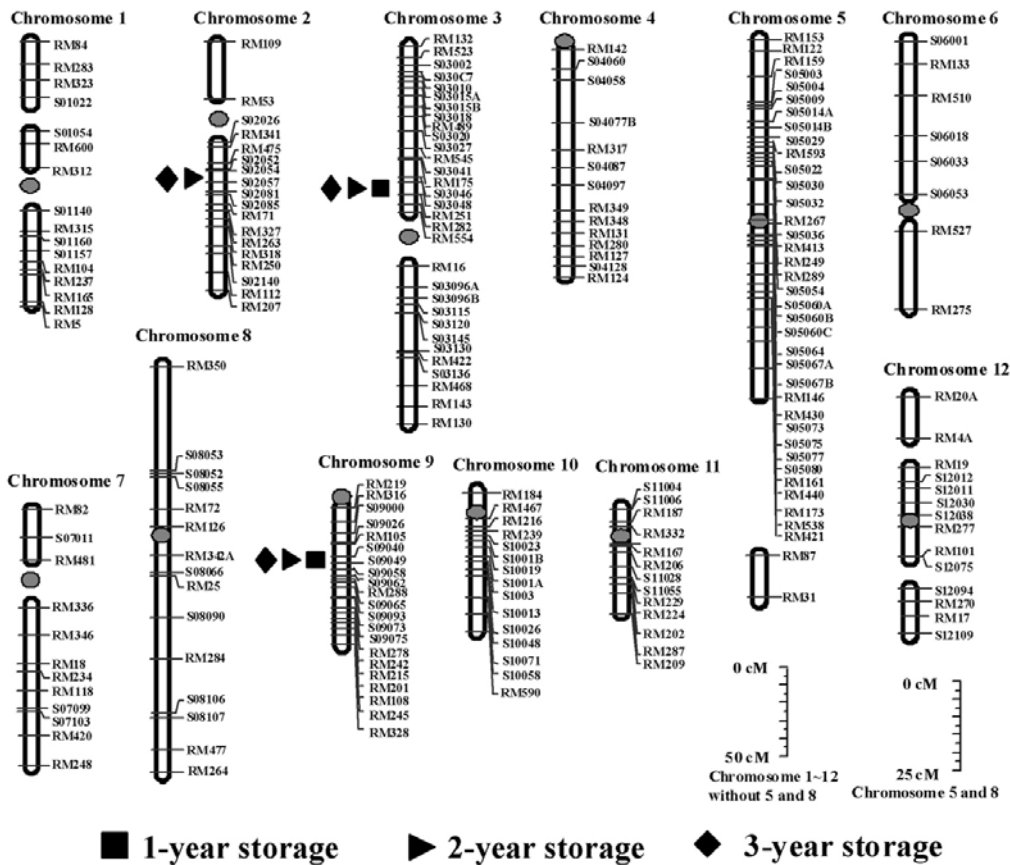 Chromosome 1
RM84
RM283
RM323
S01022
S01054
RM600
RM312
S01140
RM315
S01160
S01157
RM104
RM237
RM165
RM128
RM5
Chromosome 2
RM109
RM53
S02026
RM341
RM475
S02052
S02054
S02057
S02081
S02085
RM71
RM327
RM263
RM318
RM250
S02140
RM112
RM207
Chromosome 3
RM132
RM523
S03002
S030C7
S03010
S03015A
S03015B
S03018
RM489
S03020
S03027
RM545
S03041
RM175
S03046
S03048
RM251
RM282
RM554
RM16
S03096A
S03096B
S03115
S03120
S03145
S03130
RM422
S03136
RM468
RM143
RM130
Chromosome 4
RM142
S04060
S04058
S04077B
RM317
S04087
S04097
RM349
RM348
RM131
RM280
RM127
S04128
RM124
Chromosome 5
RM153
RM122
RM159
S05003
S05004
S05009
S05014A
S05014B
S05029
RM593
S05022
S05030
S05032
RM267
S05036
RM413
RM249
RM289
S05054
S05060A
S05060B
S05060C
S05064
S05067A
S05067B
RM146
RM430
S05073
S05075
S05077
S05080
RM161
RM440
RM173
RM538
RM421
RM87
RM31
Chromosome 6
S06001
RM133
RM510
S06018
S06033
S06053
RM527
RM275
Chromosome 7
RM82
S07011
RM481
RM336
RM346
RM18
RM234
RM118
S07099
S07103
RM420
RM248
Chromosome 8
RM350
S08053
S08052
S08055
RM72
RM126
RM342A
S08066
RM25
S08090
RM284
S08106
S08107
RM477
RM264
Chromosome 9
RM219
RM316
S09000
S09026
RM105
S09040
S09049
S09058
S09062
RM288
S09065
S09093
S09073
S09075
RM278
RM242
RM215
RM201
RM108
RM245
RM328
Chromosome 10
RM184
RM467
RM216
RM239
S10023
S1001B
S10019
S1001A
S1003
S10013
S10026
S10048
S10071
S10058
RM590
Chromosome 11
S11004
S11006
RM187
RM332
RM167
RM206
S11028
S11055
RM229
RM224
RM202
RM287
RM209
Chromosome 12
RM20A
RM4A
RM19
S12012
S12011
S12030
S12038
RM277
RM101
S12075
S12094
RM270
RM17
S12109
0 cM
50 cM
Chromosome 1~12
without 5 and 8
0 cM
25 cM
Chromosome 5 and 8
1-year storage
2-year storage
3-year storage